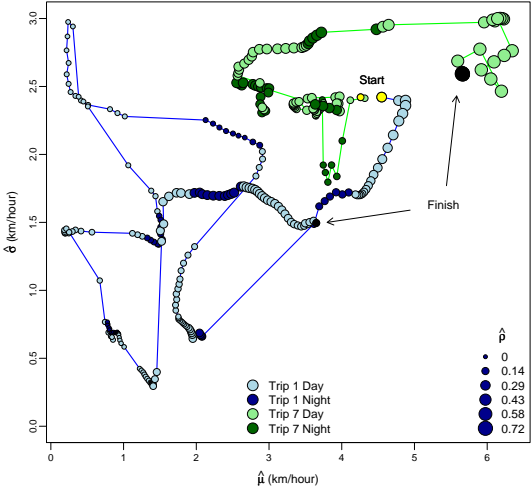 3.0
2.5
2.0
1.5
1.0
0.5
0.0
σ̂ (km/hour)
Start
Finish
ρ̂
0
0.14
0.29
0.43
0.58
0.72
Trip 1 Day
Trip 1 Night
Trip 7 Day
Trip 7 Night
0 1 2 3 4 5 6
μ̂ (km/hour)